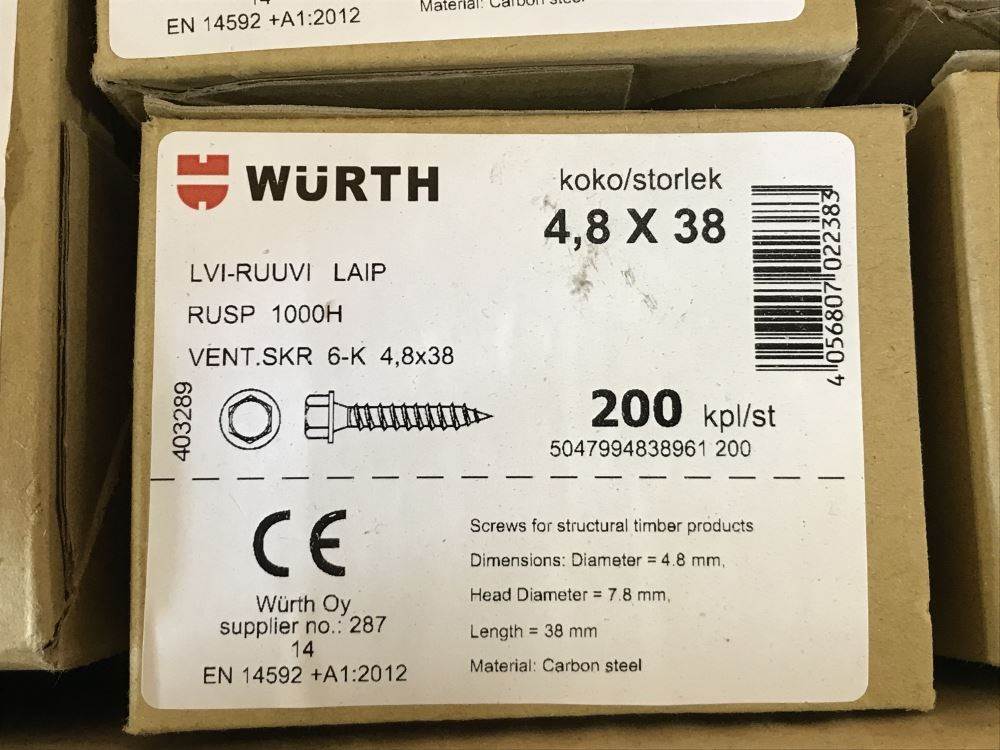 14
EN 14592 +A1:2012
Material: Carbon steel
WÜRTH
koko/storlek
4,8 X 38
LVI-RUUVI LAIP
RUSP 1000H
VENT.SKR 6-K 4,8x38
403289
4 056807 022383
200 kpl/st
5047994838961 200
CE
Würth Oy
supplier no.: 287
14
EN 14592 +A1:2012
Screws for structural timber products
Dimensions: Diameter = 4.8 mm,
Head Diameter = 7.8 mm,
Length = 38 mm
Material: Carbon steel